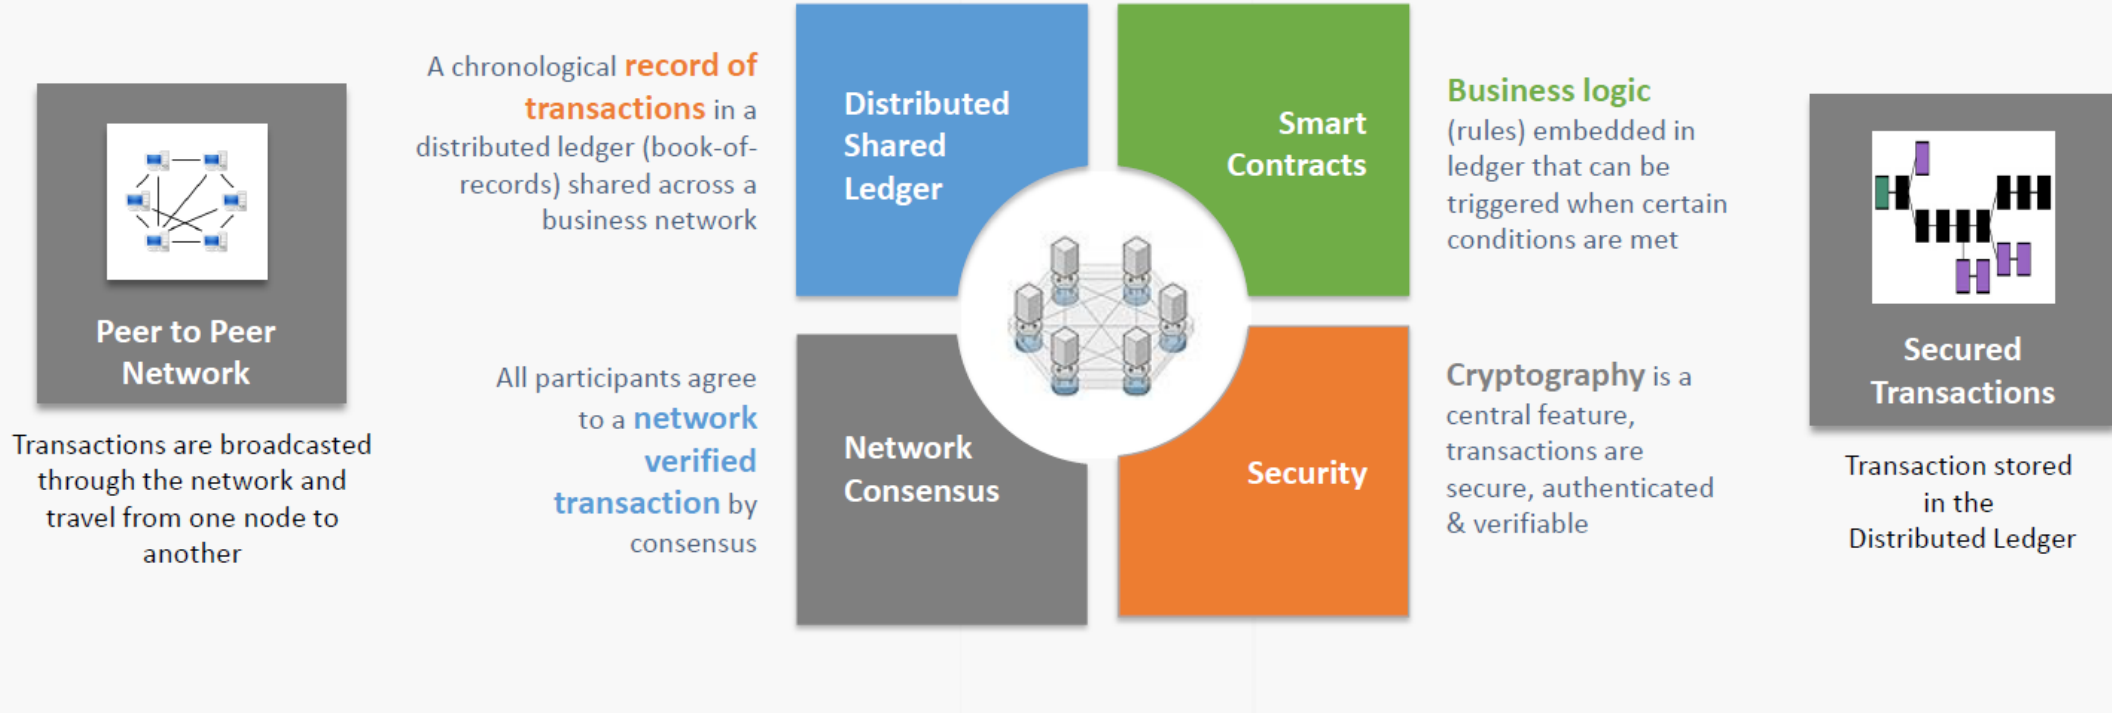 Peer to Peer
Network
Transactions are broadcasted
through the network and
travel from one node to
another
A chronological record of
transactions in a
distributed ledger (book-of-
records) shared across a
business network
All participants agree
to a network
verified
transaction by
consensus
Distributed
Shared
Ledger
Smart
Contracts
Network
Consensus
Security
Business logic
(rules) embedded in
ledger that can be
triggered when certain
conditions are met
Cryptography is a
central feature,
transactions are
secure, authenticated
& verifiable
Secured
Transactions
Transaction stored
in the
Distributed Ledger